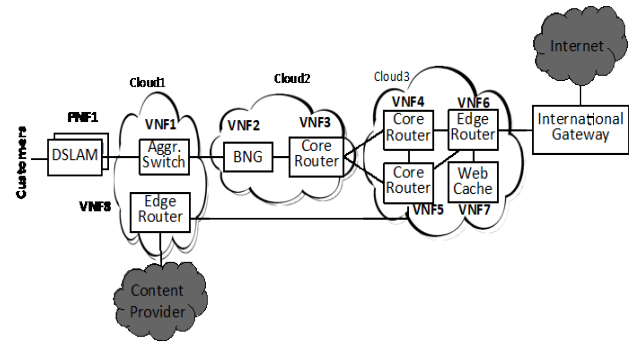 Internet
Cloud1
Cloud2
Cloud3
PNF1
VNF1
VNF2
VNF3
VNF4
VNF6
Customers
DSLAM
Aggr.
Switch
BNG
Core
Router
Core
Router
Edge
Router
International
Gateway
Core
Router
Web
Cache
VNF8
Edge
Router
VNF5
VNF7
Content
Provider